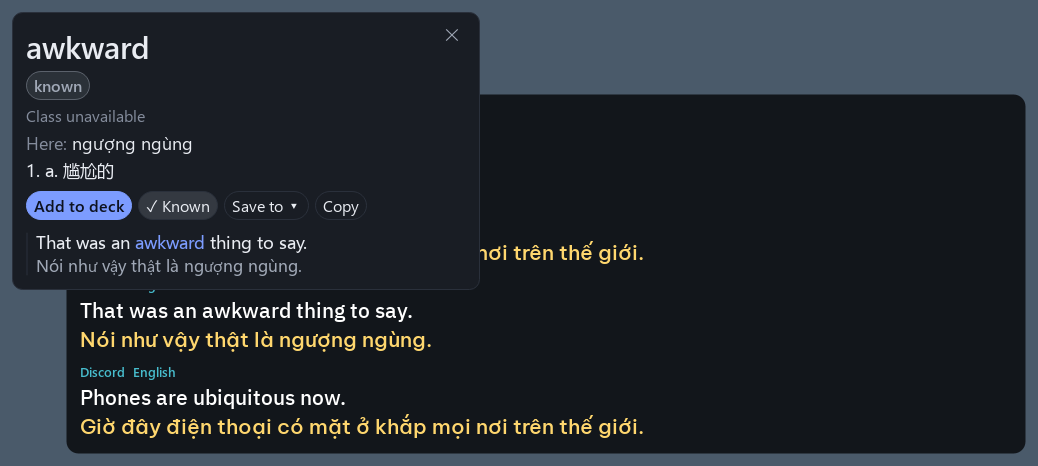 awkward
known
Class unavailable
Here: ngượng ngùng
1. a. 尴尬的
Add to deck ✓ Known Save to ▾ Copy
That was an awkward thing to say.
Nói như vậy thật là ngượng ngùng.
nơi trên thế giới.
That was an awkward thing to say.
Nói như vậy thật là ngượng ngùng.
Discord English
Phones are ubiquitous now.
Giờ đây điện thoại có mặt ở khắp mọi nơi trên thế giới.